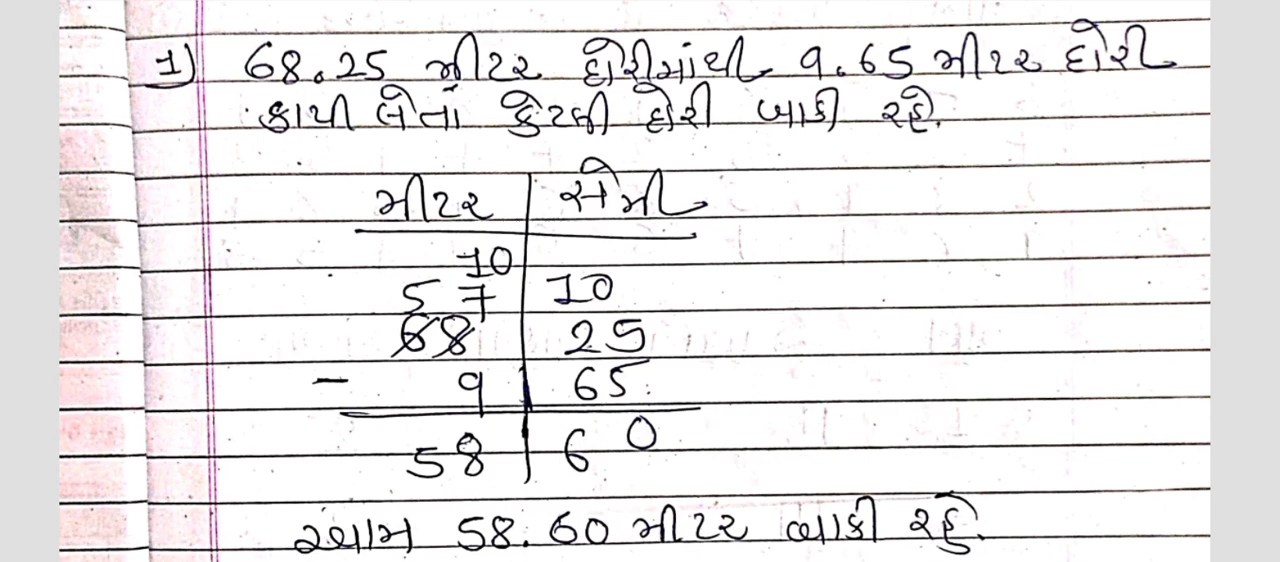 1) 68.25 મીટર દોરીમાંથી 9.65 મીટર દોરી
કાપી લેતાં કેટલી દોરી બાકી રહે.
મીટર સેમી
10
5 7 10
68 25
- 9 65
58 60
58.60 મીટર બાકી રહે.